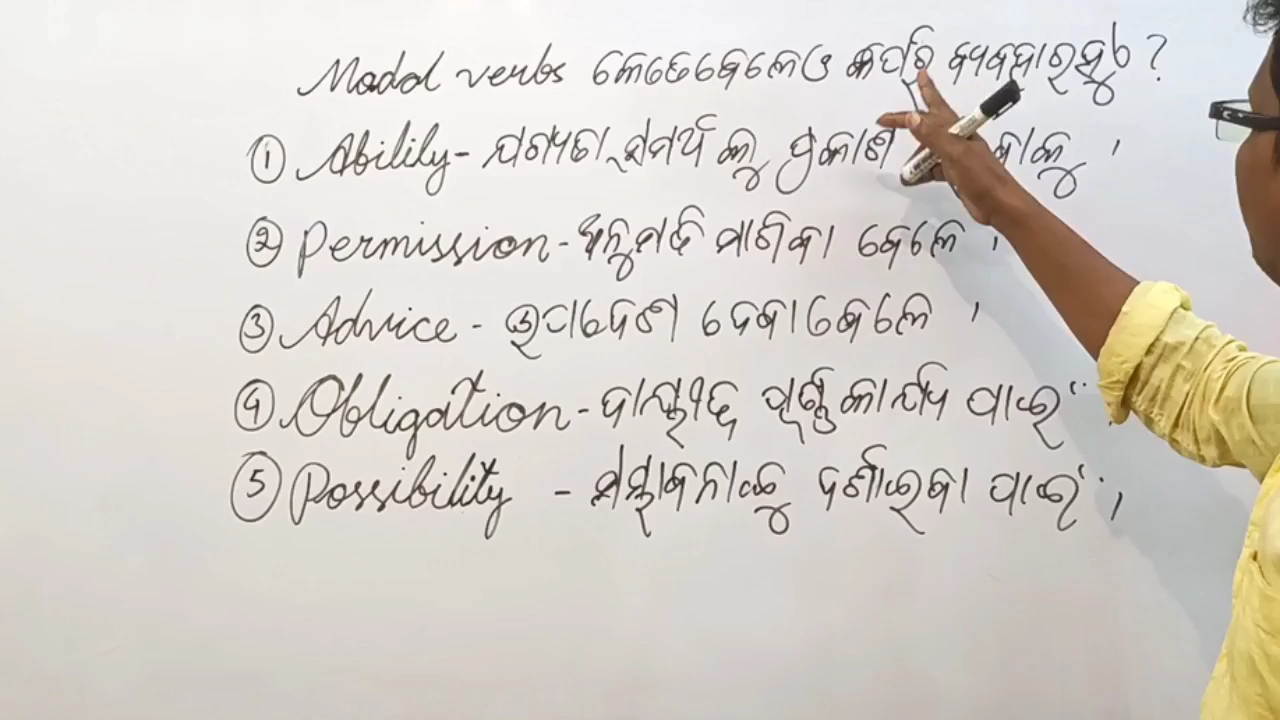 Modal verbs କେତେବେଳେଓ କିପରି ବ୍ୟବହାର ହୁଏ ?
① Ability - ଯୋଗ୍ୟତା, ସାମର୍ଥ କୁ ପ୍ରକାଶ ବାକୁ ।
② Permission - ଅନୁମତି ମାଗିବା ବେଳେ ।
③ Advice - ଉପଦେଶ ଦେବା ବେଳେ ।
④ Obligation - ପୂର୍ଣ୍ଣ କାର୍ଯ୍ୟ ପାଇଁ ।
⑤ Possibility - ସମ୍ଭାବନାକୁ ଦର୍ଶାଇବା ପାଇଁ ।